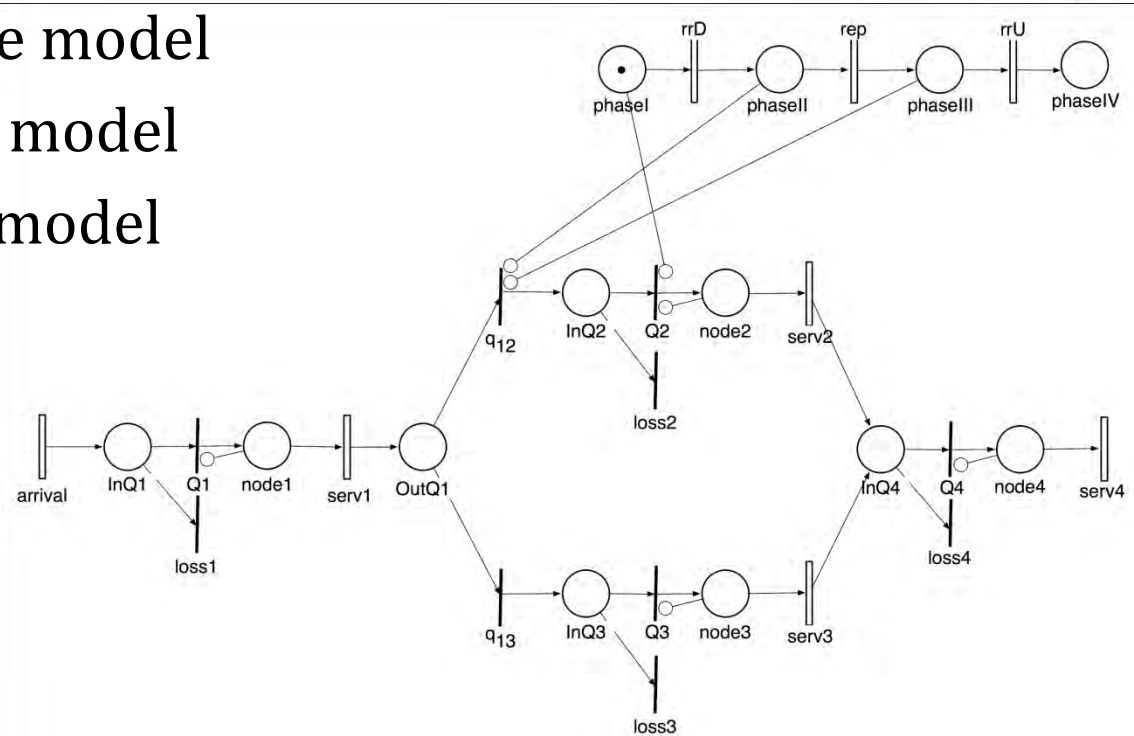 e model
model
model
rrD
rep
rrU
phaseI
phaseII
phaseIII
phaseIV
q12
InQ2
Q2
node2
serv2
loss2
arrival
InQ1
Q1
node1
serv1
OutQ1
loss1
InQ4
Q4
node4
serv4
loss4
q13
InQ3
Q3
node3
serv3
loss3